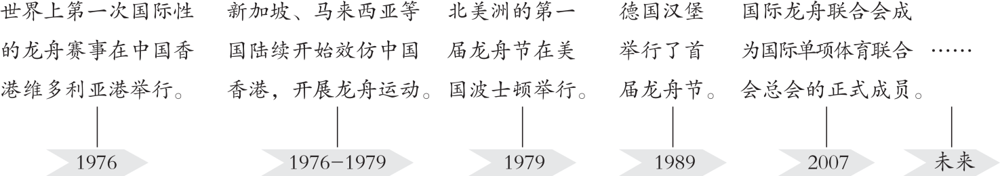 世界上第一次国际性
的龙舟赛事在中国香
港维多利亚港举行。
新加坡、马来西亚等
国陆续开始效仿中国
香港，开展龙舟运动。
北美洲的第一
届龙舟节在美
国波士顿举行。
德国汉堡
举行了首
届龙舟节。
国际龙舟联合会成
为国际单项体育联合
会总会的正式成员。
……
1976
1976-1979
1979
1989
2007
未来